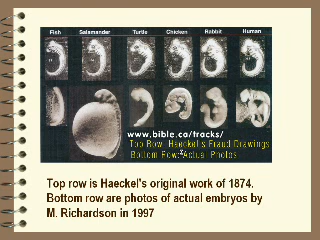 Fish Salamander Turtle Chicken Rabbit Human
www.bible.ca/tracks/
Top Row: Haeckel's Fraud Drawings
Bottom Row: Actual Photos
Top row is Haeckel's original work of 1874.
Bottom row are photos of actual embryos by
M. Richardson in 1997